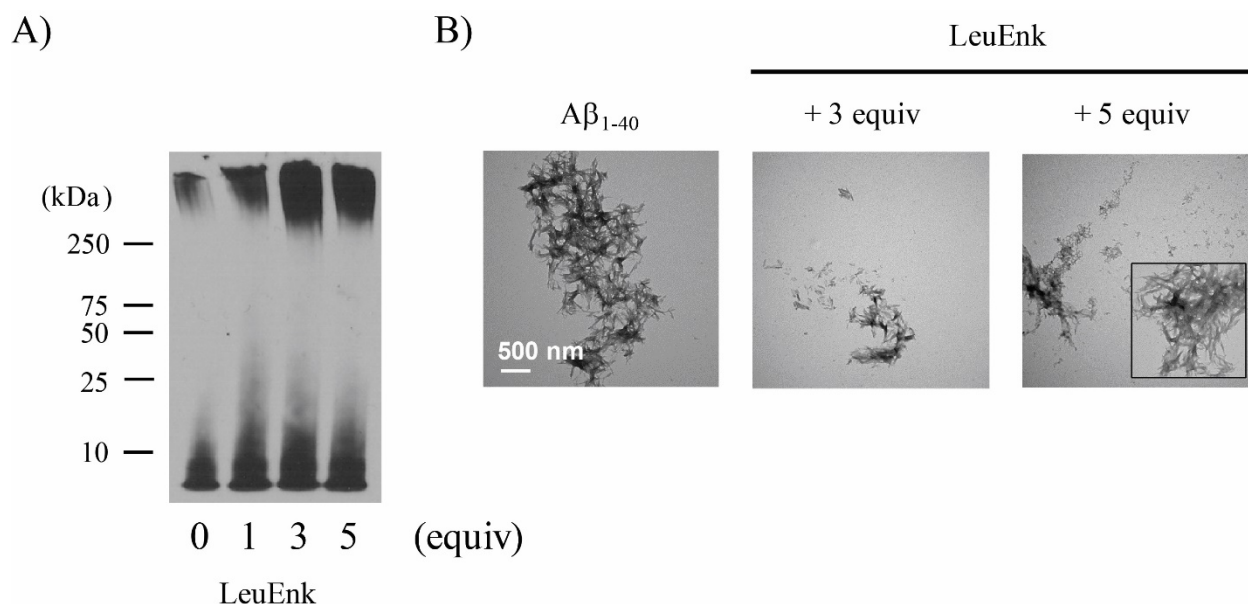 A)
(kDa)
250
75
50
25
10
0 1 3 5 (equiv)
LeuEnk
B)
LeuEnk
Aβ₁₋₄₀ + 3 equiv + 5 equiv
500 nm